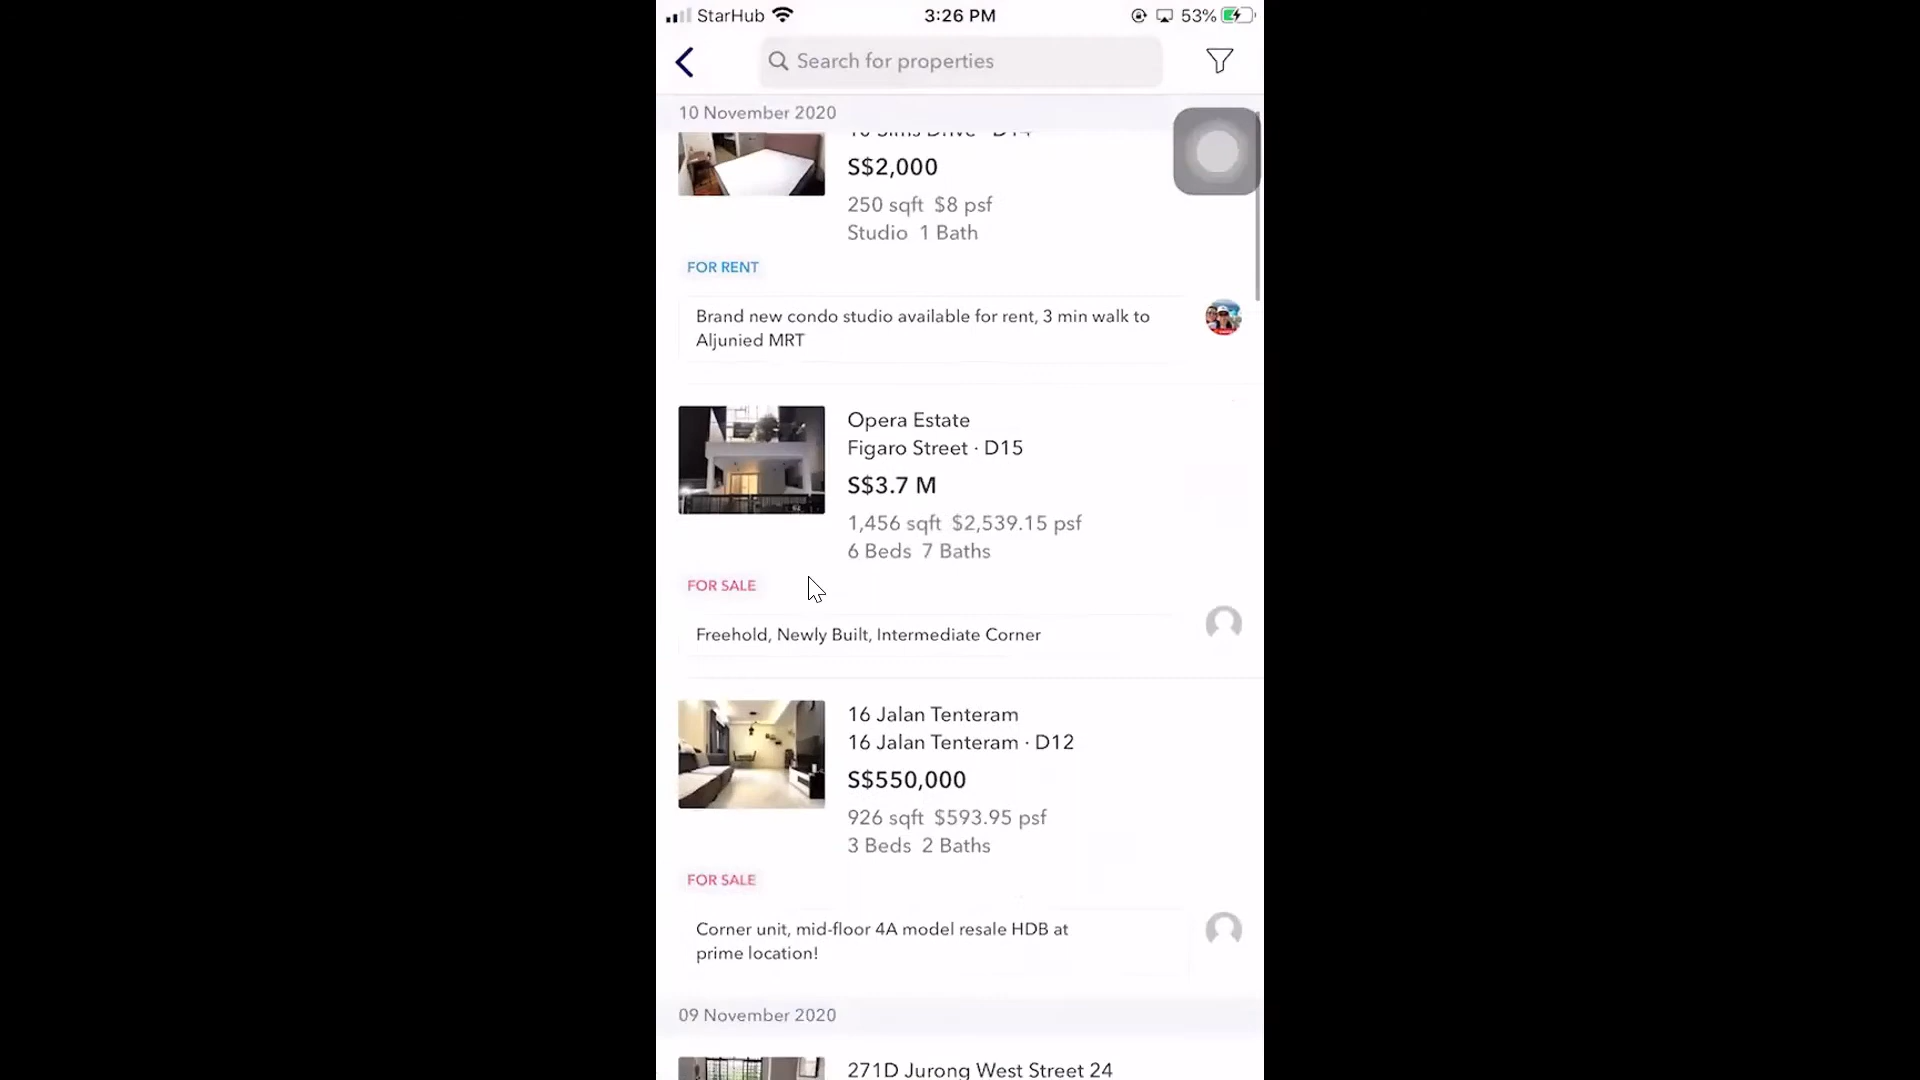 StarHub
3:26 PM
53%
Search for properties
10 November 2020
S$2,000
250 sqft $8 psf
Studio 1 Bath
FOR RENT
Brand new condo studio available for rent, 3 min walk to
Aljunied MRT
Opera Estate
Figaro Street · D15
S$3.7 M
1,456 sqft $2,539.15 psf
6 Beds 7 Baths
FOR SALE
Freehold, Newly Built, Intermediate Corner
16 Jalan Tenteram
16 Jalan Tenteram · D12
S$550,000
926 sqft $593.95 psf
3 Beds 2 Baths
FOR SALE
Corner unit, mid-floor 4A model resale HDB at
prime location!
09 November 2020
271D Jurong West Street 24